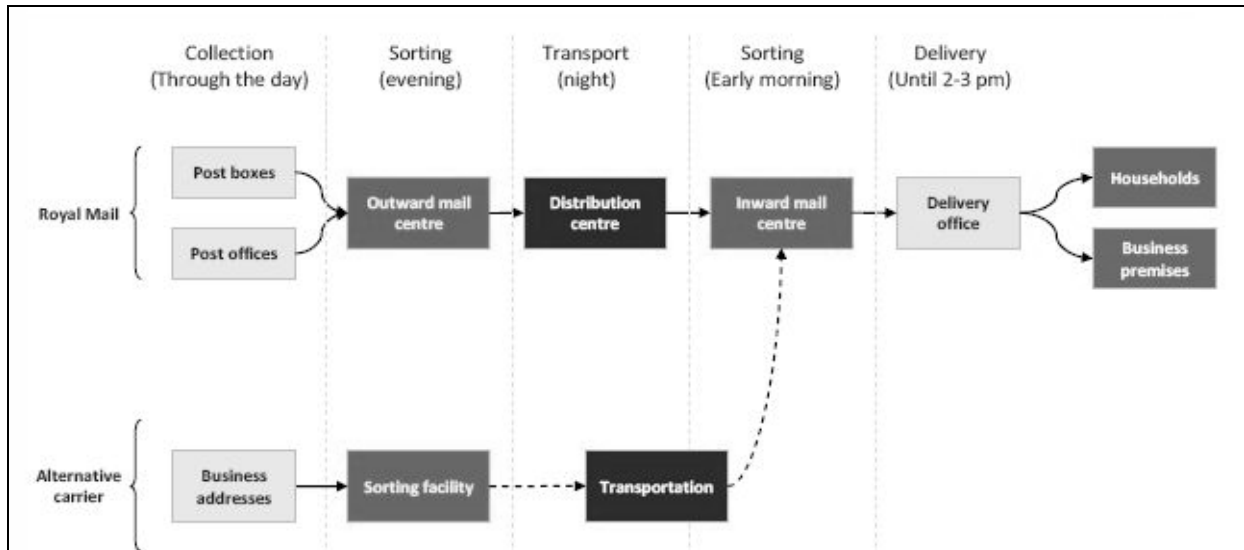 Collection
(Through the day)
Sorting
(evening)
Transport
(night)
Sorting
(Early morning)
Delivery
(Until 2-3 pm)
Royal Mail
Post boxes
Post offices
Outward mail
centre
Distribution
centre
Inward mail
centre
Delivery
office
Households
Business
premises
Alternative
carrier
Business
addresses
Sorting facility
Transportation